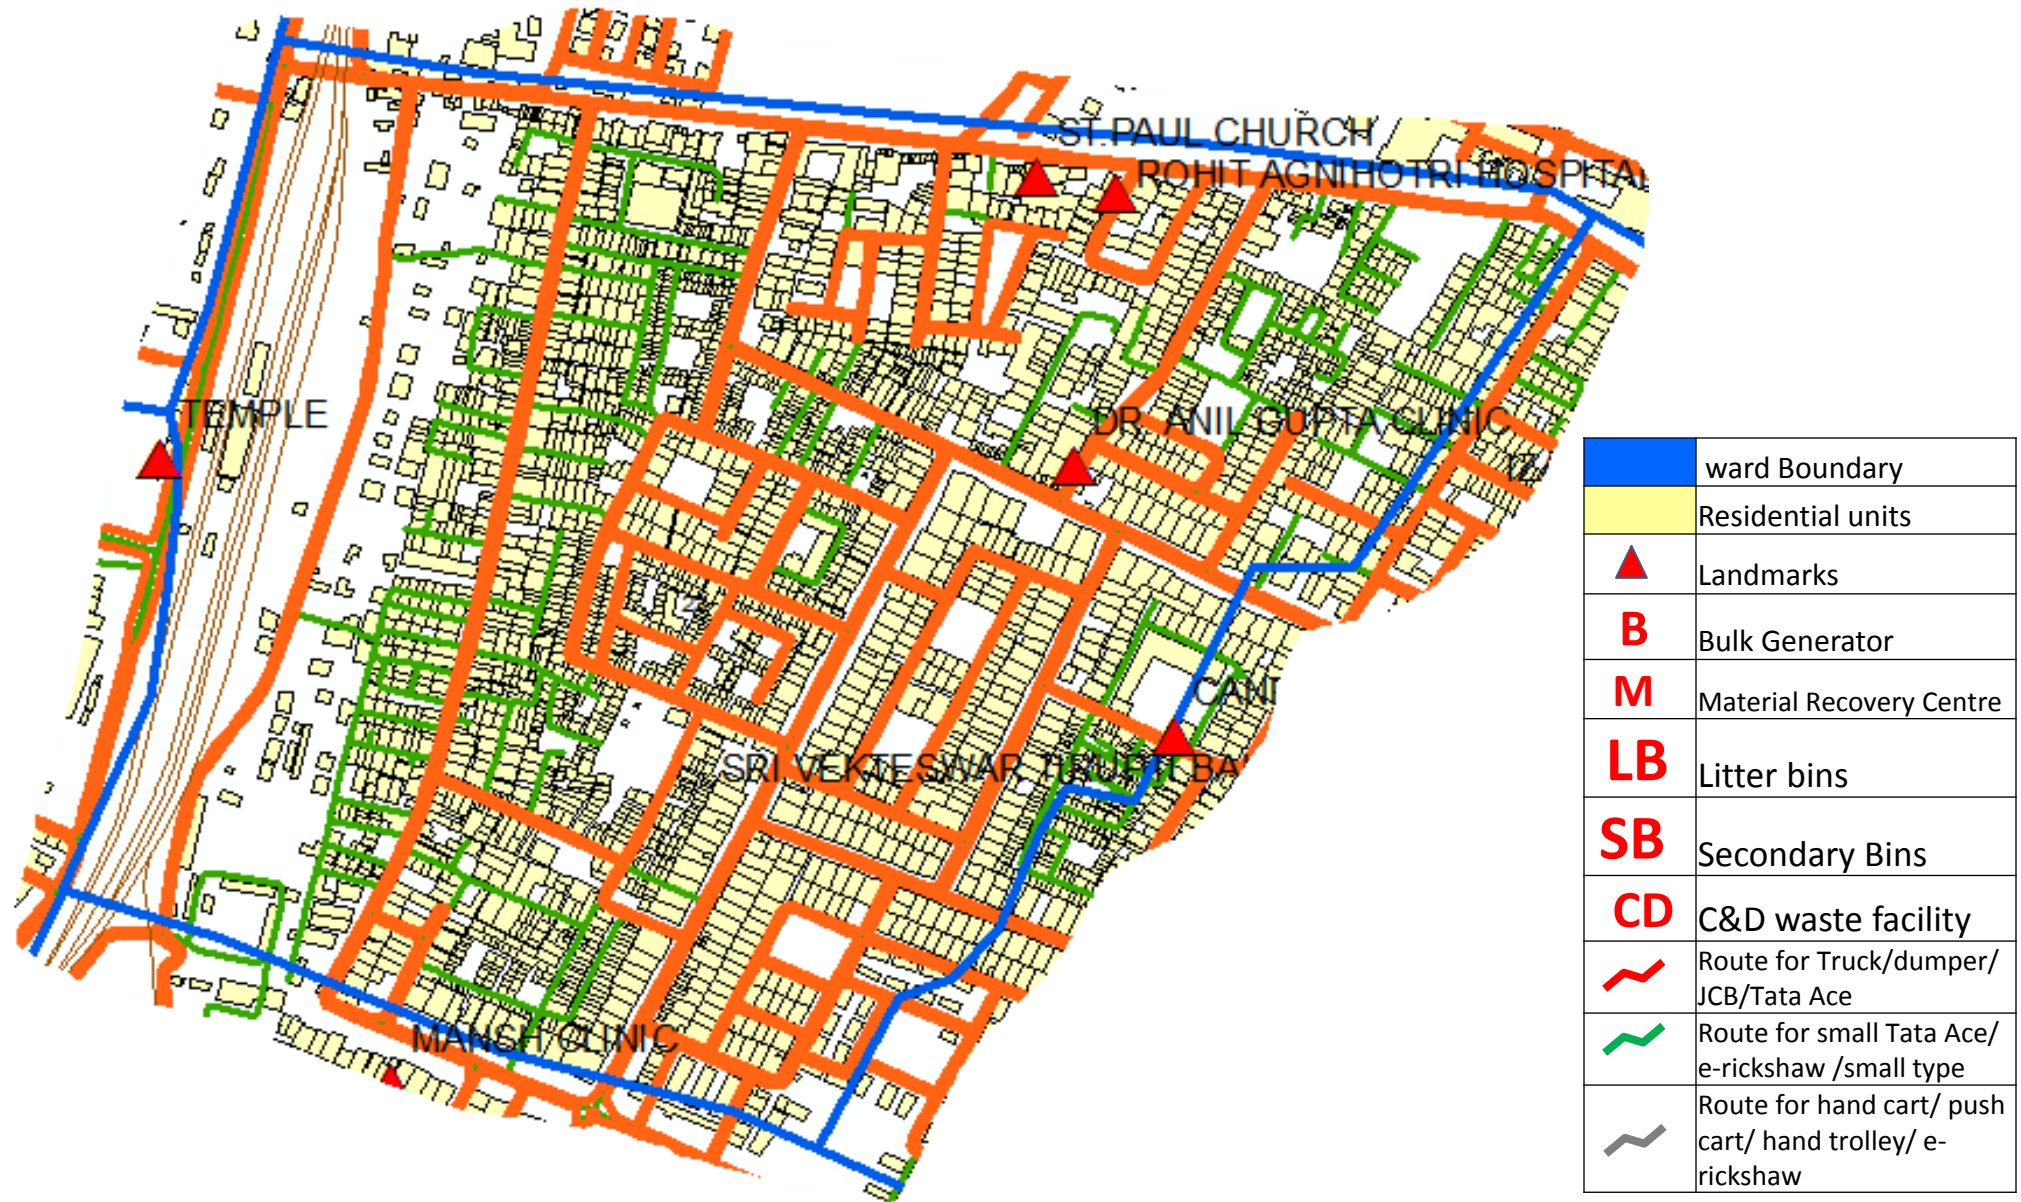 ST.PAUL CHURCH
ROHIT AGNIHOTRI HOSPITAL
TEMPLE
DR. ANIL GUPTA CLINIC
CANT
SRI VEKTESWAR TIRUPTI BA
MANSH CLINIC
ward Boundary
Residential units
Landmarks
B Bulk Generator
M Material Recovery Centre
LB Litter bins
SB Secondary Bins
CD C&D waste facility
Route for Truck/dumper/
JCB/Tata Ace
Route for small Tata Ace/
e-rickshaw /small type
Route for hand cart/ push
cart/ hand trolley/ e-
rickshaw